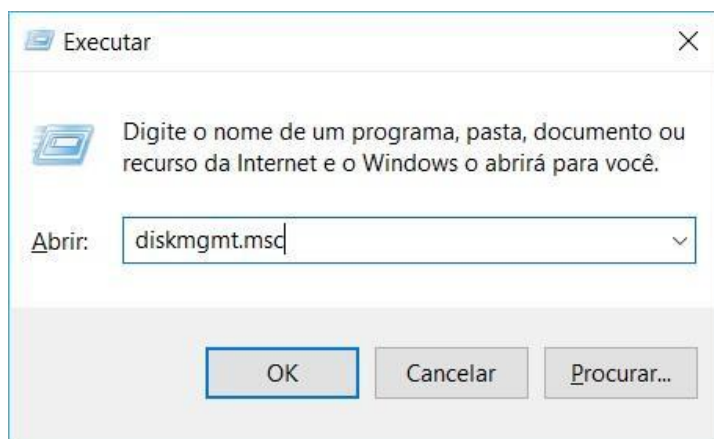 Executar
Digite o nome de um programa, pasta, documento ou
recurso da Internet e o Windows o abrirá para você.
Abrir: diskmgmt.msc
OK Cancelar Procurar...